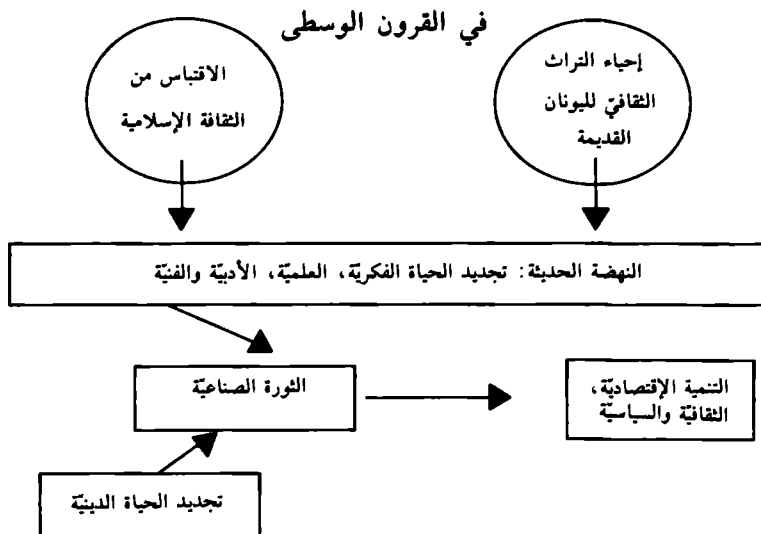 في القرون الوسطى
إحياء التراث
الثقافيّ لليونان
القديمة
الاقتباس من
الثقافة الإسلامية
النهضة الحديثة: تجديد الحياة الفكريّة، العلميّة، الأدبيّة والفنيّة
الثورة الصناعيّة
التنمية الإقتصاديّة،
الثقافيّة والسياسيّة
تجديد الحياة الدينيّة